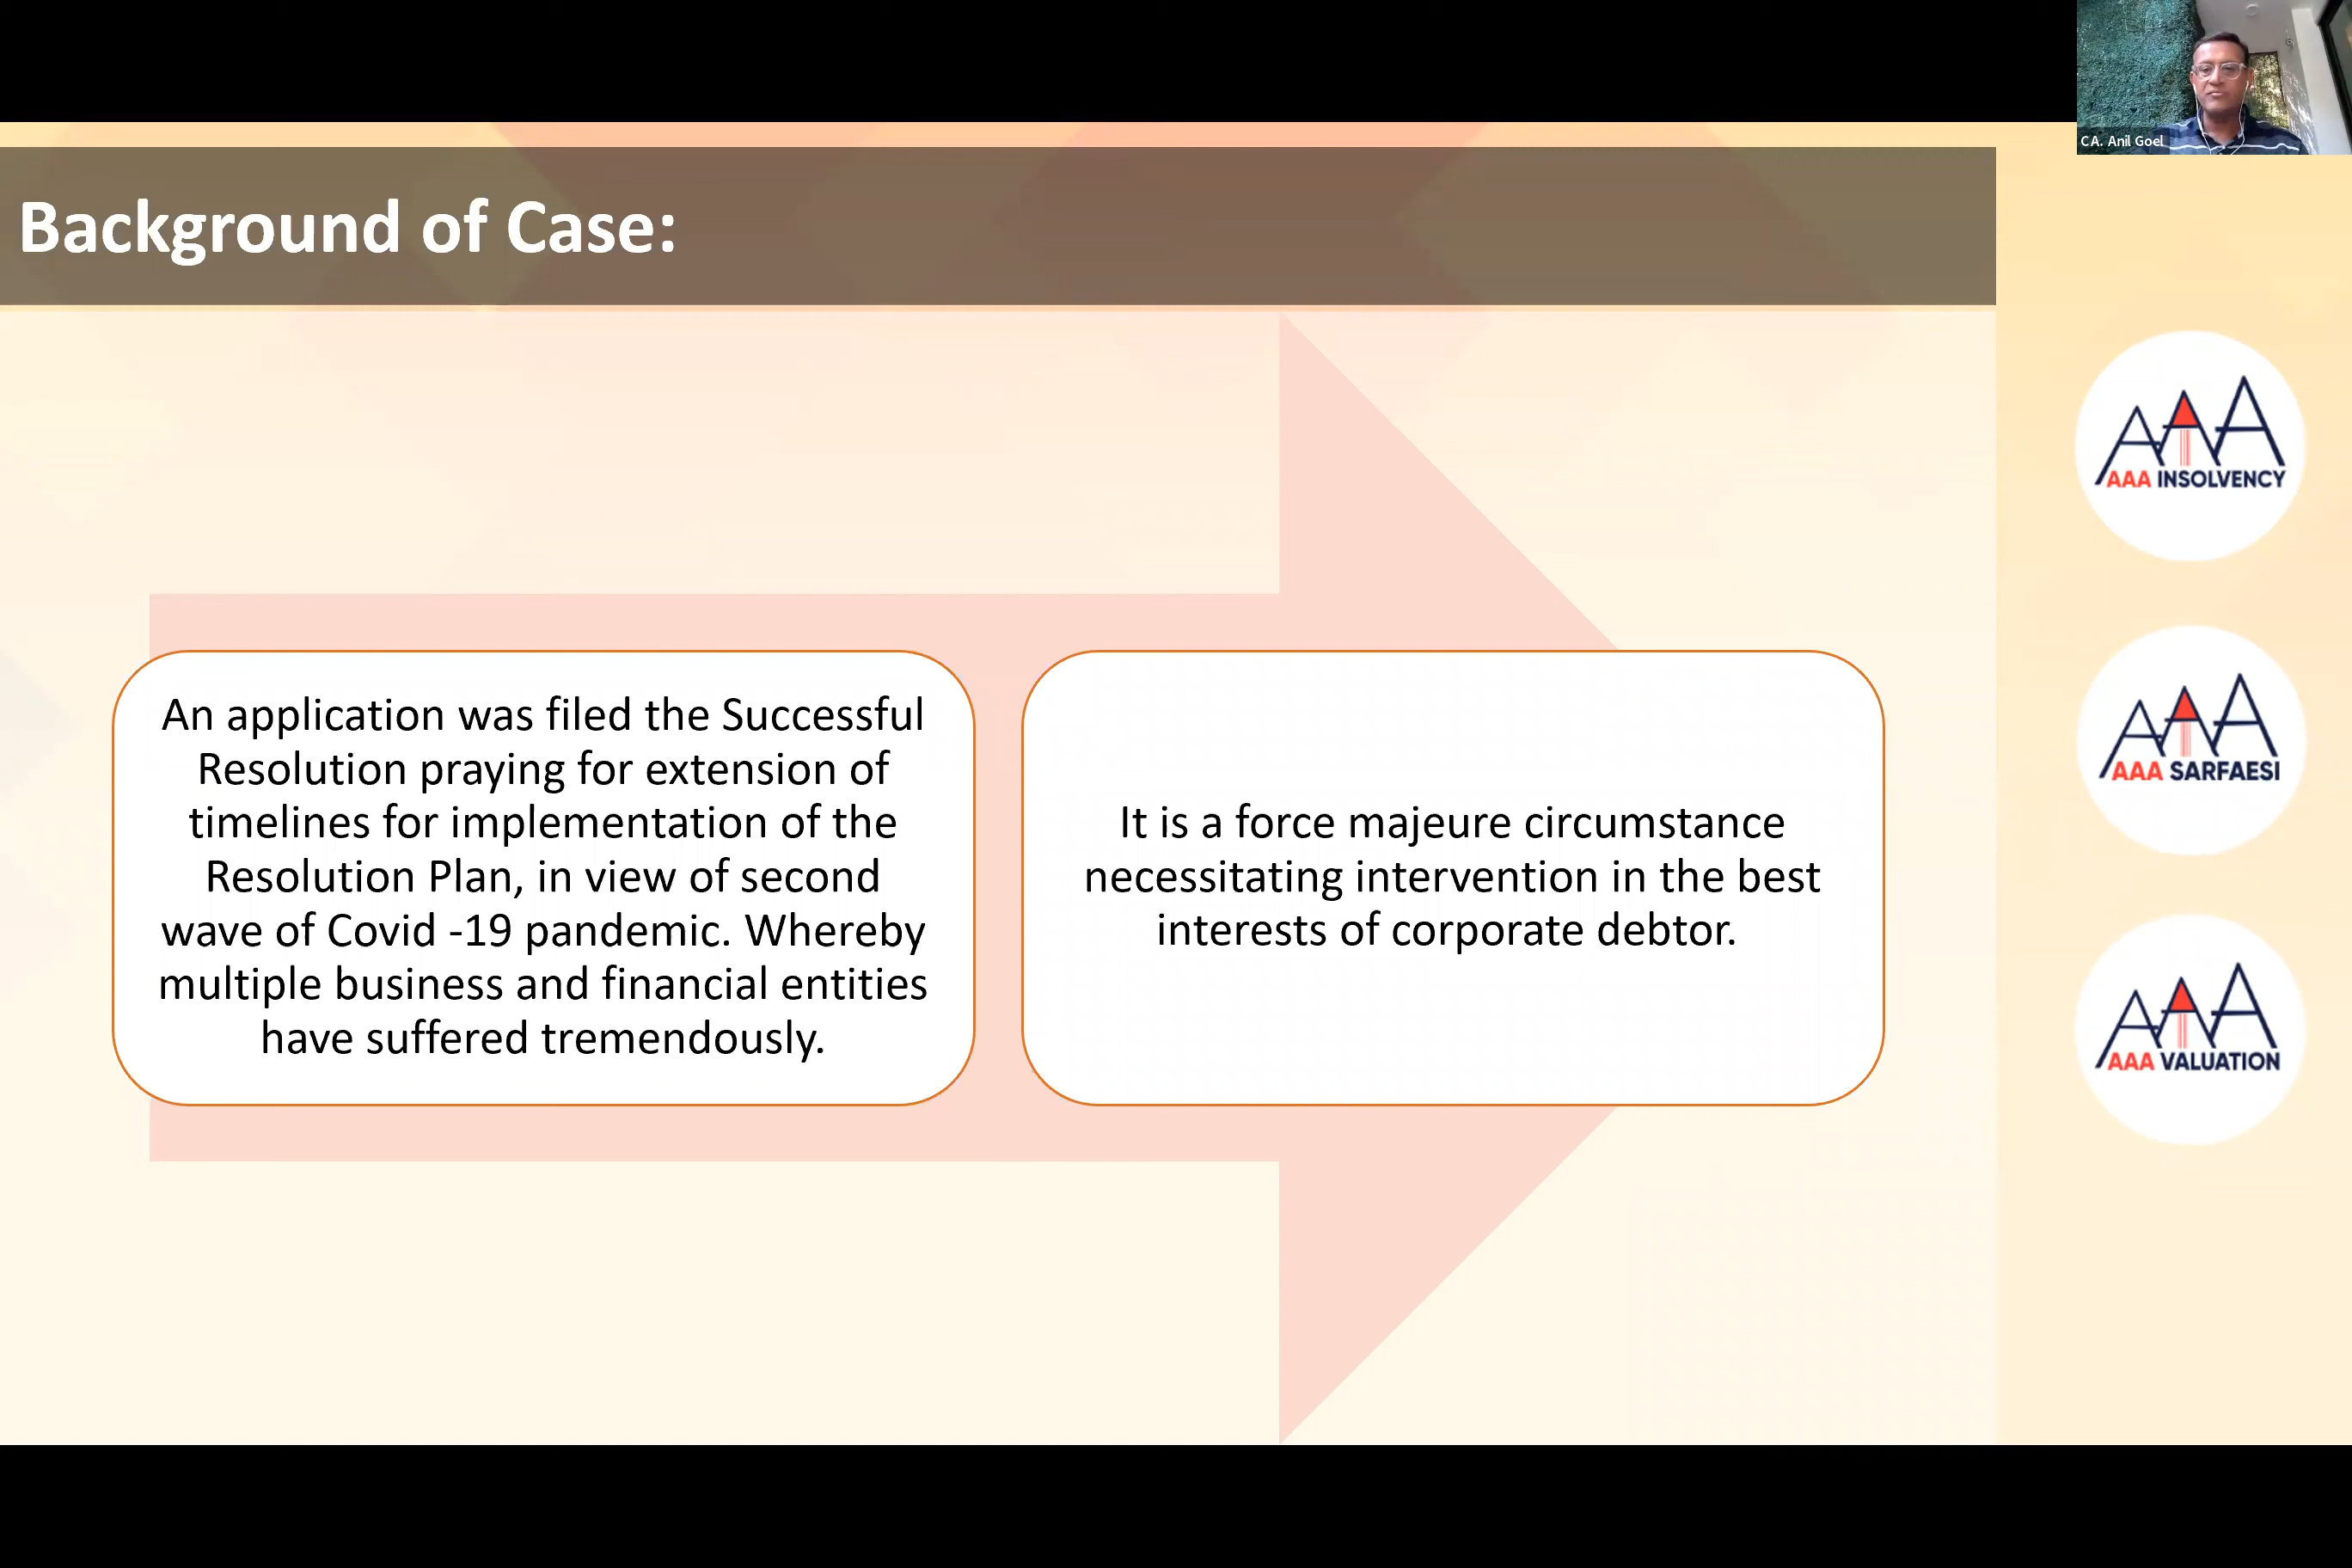 CA. Anil Goel
Background of Case:
An application was filed the Successful
Resolution praying for extension of
timelines for implementation of the
Resolution Plan, in view of second
wave of Covid -19 pandemic. Whereby
multiple business and financial entities
have suffered tremendously.
It is a force majeure circumstance
necessitating intervention in the best
interests of corporate debtor.
AAA
AAA INSOLVENCY
AAA
AAA SARFAESI
AAA
AAA VALUATION